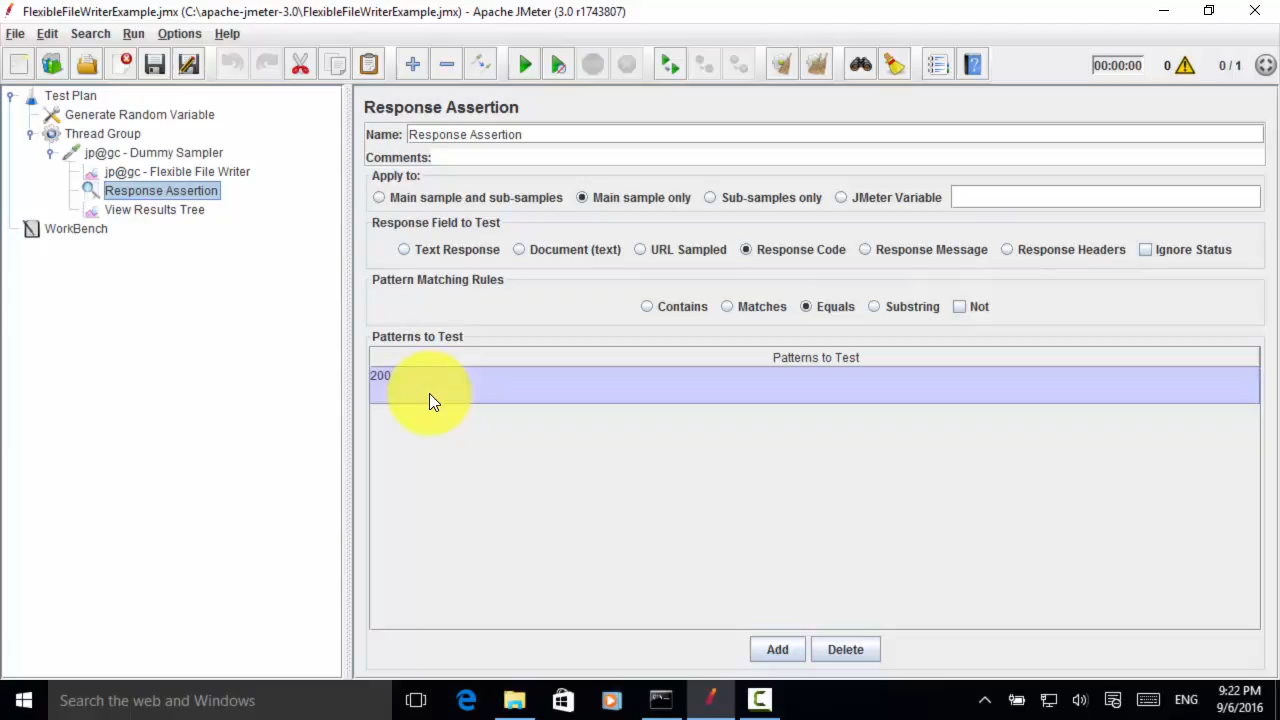 FlexibleFileWriterExample.jmx (C:\apache-jmeter-3.0\FlexibleFileWriterExample.jmx) - Apache JMeter (3.0 r1743807)
File Edit Search Run Options Help
00:00:00 0 0 / 1
Test Plan
Generate Random Variable
Thread Group
jp@gc - Dummy Sampler
jp@gc - Flexible File Writer
Response Assertion
View Results Tree
WorkBench
Response Assertion
Name: Response Assertion
Comments:
Apply to:
Main sample and sub-samples Main sample only Sub-samples only JMeter Variable
Response Field to Test
Text Response Document (text) URL Sampled Response Code Response Message Response Headers Ignore Status
Pattern Matching Rules
Contains Matches Equals Substring Not
Patterns to Test
Patterns to Test
200
Add Delete
Search the web and Windows
ENG
9:22 PM
9/6/2016